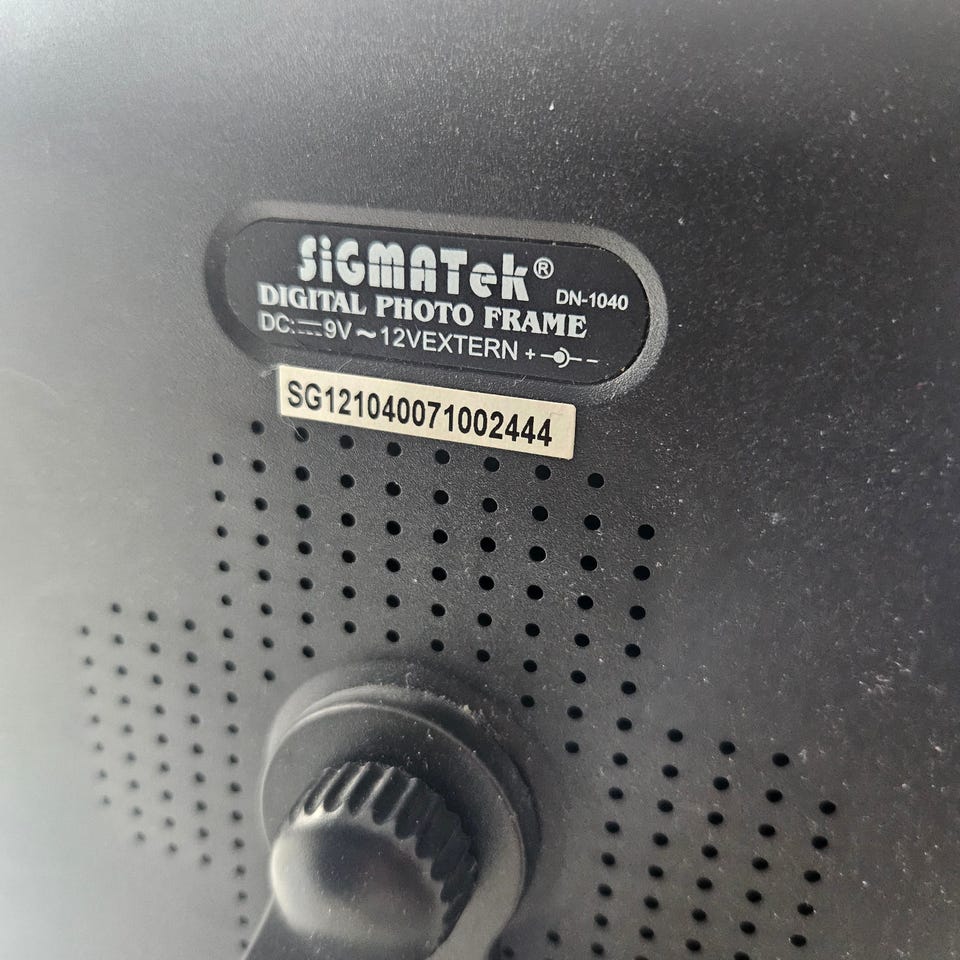 SiGMATek®
DN-1040
DIGITAL PHOTO FRAME
DC:⎓9V~12VEXTERN + -
SG121040071002444